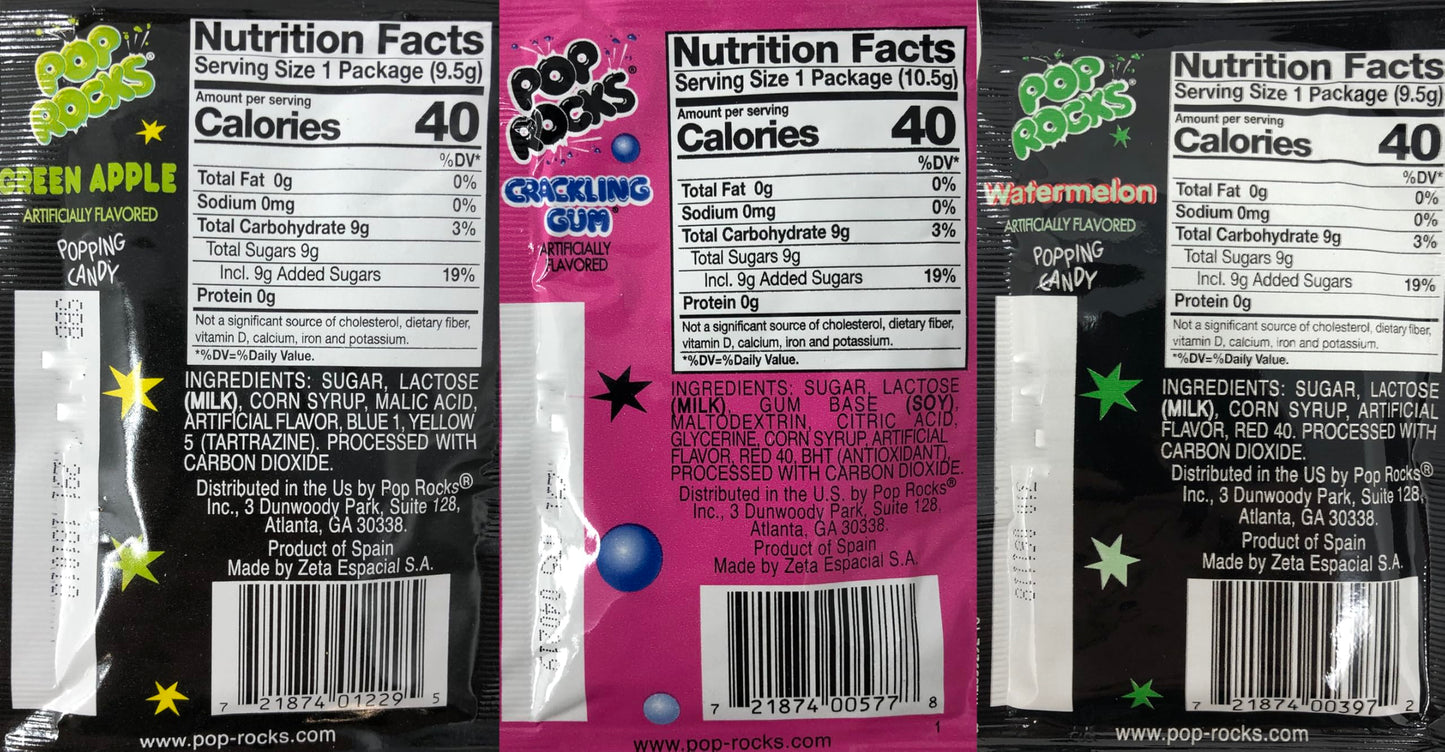 POP
ROCKS®
GREEN APPLE
ARTIFICIALLY FLAVORED
POPPING
CANDY
Nutrition Facts
Serving Size 1 Package (9.5g)
Amount per serving
Calories 40
%DV*
Total Fat 0g 0%
Sodium 0mg 0%
Total Carbohydrate 9g 3%
Total Sugars 9g
Incl. 9g Added Sugars 19%
Protein 0g
Not a significant source of cholesterol, dietary fiber,
vitamin D, calcium, iron and potassium.
*%DV=%Daily Value.
INGREDIENTS: SUGAR, LACTOSE
(MILK), CORN SYRUP, MALIC ACID,
ARTIFICIAL FLAVOR, BLUE 1, YELLOW
5 (TARTRAZINE). PROCESSED WITH
CARBON DIOXIDE.
Distributed in the Us by Pop Rocks®
Inc., 3 Dunwoody Park, Suite 128,
Atlanta, GA 30338.
Product of Spain
Made by Zeta Espacial S.A.
7 21874 01229 5
www.pop-rocks.com
POP
ROCKS®
CRACKLING
GUM®
ARTIFICIALLY
FLAVORED
Nutrition Facts
Serving Size 1 Package (10.5g)
Amount per serving
Calories 40
%DV*
Total Fat 0g 0%
Sodium 0mg 0%
Total Carbohydrate 9g 3%
Total Sugars 9g
Incl. 9g Added Sugars 19%
Protein 0g
Not a significant source of cholesterol, dietary fiber,
vitamin D, calcium, iron and potassium.
*%DV=%Daily Value.
INGREDIENTS: SUGAR, LACTOSE
(MILK), GUM BASE (SOY),
MALTODEXTRIN, CITRIC ACID,
GLYCERINE, CORN SYRUP, ARTIFICIAL
FLAVOR, RED 40, BHT (ANTIOXIDANT).
PROCESSED WITH CARBON DIOXIDE.
Distributed in the U.S. by Pop Rocks®
Inc., 3 Dunwoody Park, Suite 128,
Atlanta, GA 30338.
Product of Spain
Made by Zeta Espacial S.A.
040219
7 21874 00577 8
1
www.pop-rocks.com
POP
ROCKS®
Watermelon
ARTIFICIALLY FLAVORED
POPPING
CANDY
Nutrition Facts
Serving Size 1 Package (9.5g)
Amount per serving
Calories 40
%DV*
Total Fat 0g 0%
Sodium 0mg 0%
Total Carbohydrate 9g 3%
Total Sugars 9g
Incl. 9g Added Sugars 19%
Protein 0g
Not a significant source of cholesterol, dietary fiber,
vitamin D, calcium, iron and potassium.
*%DV=%Daily Value.
INGREDIENTS: SUGAR, LACTOSE
(MILK), CORN SYRUP, ARTIFICIAL
FLAVOR, RED 40. PROCESSED WITH
CARBON DIOXIDE.
Distributed in the US by Pop Rocks®
Inc., 3 Dunwoody Park, Suite 128,
Atlanta, GA 30338.
Product of Spain
Made by Zeta Espacial S.A.
7 21874 00397 2
www.pop-rocks.com